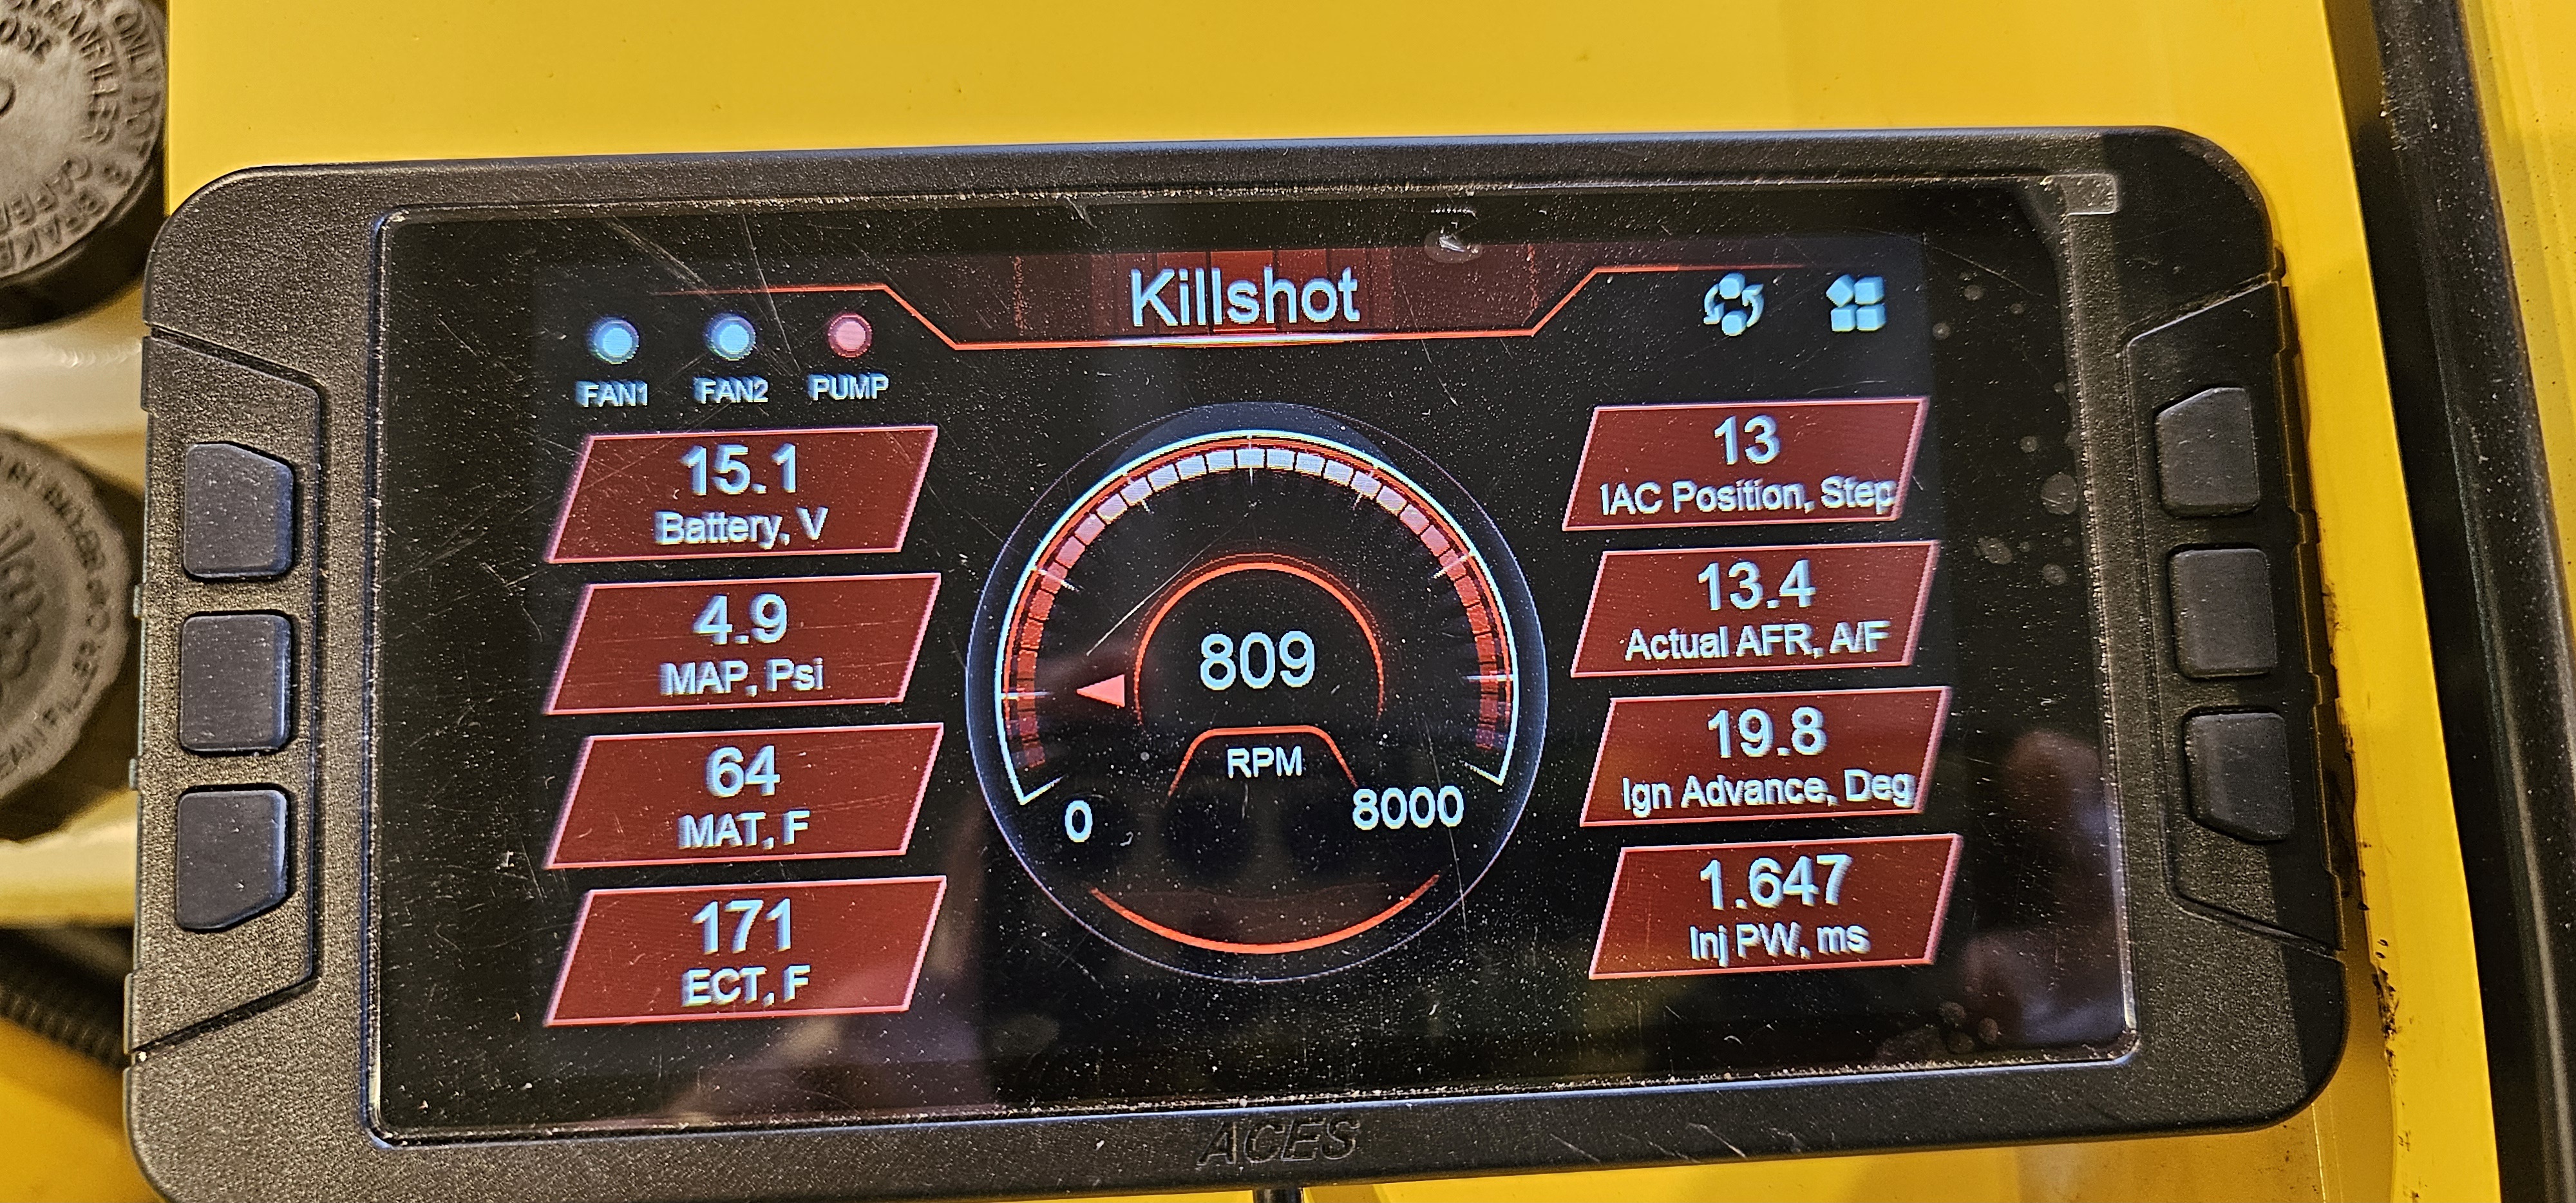 Killshot
FAN1
FAN2
PUMP
15.1
Battery, V
4.9
MAP, Psi
64
MAT, F
171
ECT, F
809
RPM
0
8000
13
IAC Position, Step
13.4
Actual AFR, A/F
19.8
Ign Advance, Deg
1.647
Inj PW, ms
ACES